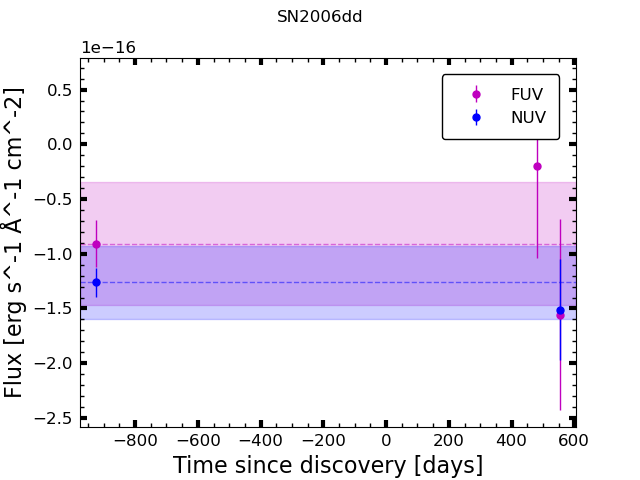 SN2006dd
1e−16
FUV
NUV
0.5
0.0
−0.5
−1.0
−1.5
−2.0
−2.5
Flux [erg s^-1 Å^-1 cm^-2]
−800 −600 −400 −200 0 200 400 600
Time since discovery [days]